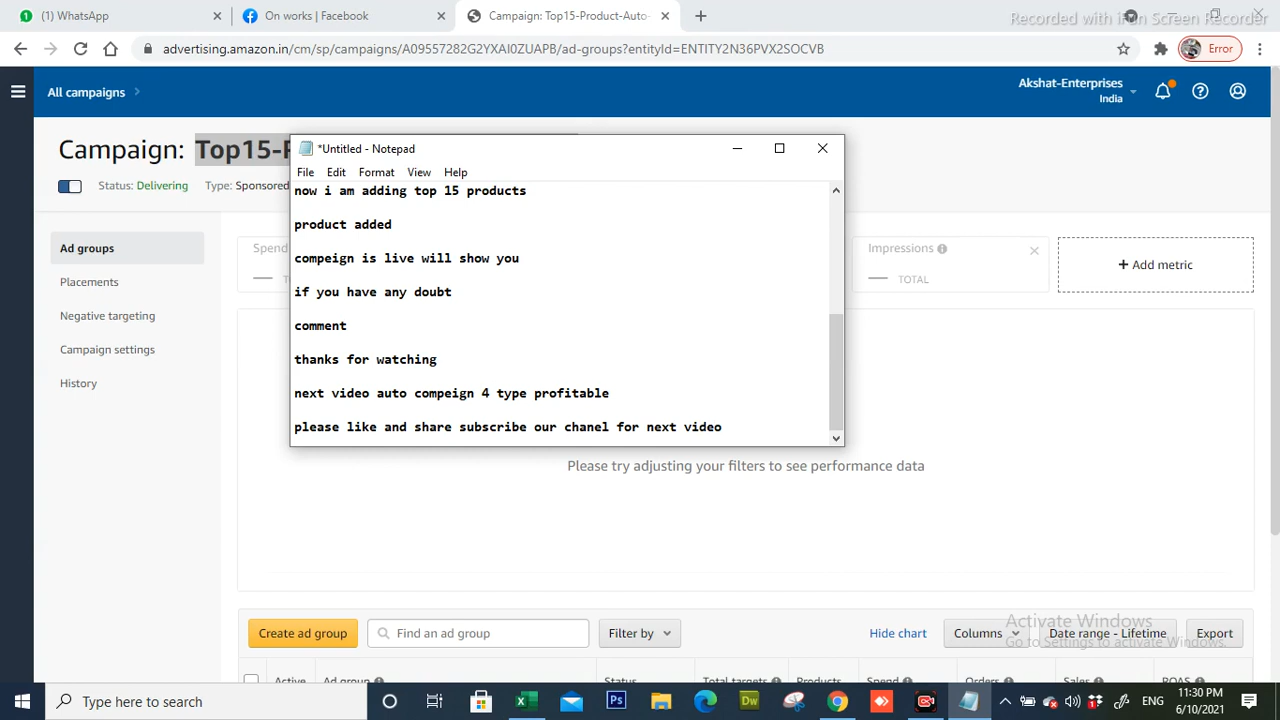 (1) WhatsApp
On works | Facebook
Campaign: Top15-Product-Auto-
Recorded with iFun Screen Recorder
advertising.amazon.in/cm/sp/campaigns/A09557282G2YXAI0ZUAPB/ad-groups?entityId=ENTITY2N36PVX2SOCVB
Error
All campaigns
Akshat-Enterprises
India
Campaign: Top15-P
Status: Delivering
Type: Sponsored
*Untitled - Notepad
File Edit Format View Help
now i am adding top 15 products
product added
compeign is live will show you
if you have any doubt
comment
thanks for watching
next video auto compeign 4 type profitable
please like and share subscribe our chanel for next video
Ad groups
Placements
Negative targeting
Campaign settings
History
Spend
Impressions
TOTAL
+ Add metric
Please try adjusting your filters to see performance data
Create ad group
Find an ad group
Filter by
Hide chart
Columns
Date range - Lifetime
Export
Activate Windows
Go to Settings to activate Windows.
Active
Ad group
Status
Total targets
Products
Spend
Orders
Sales
ROAS
Type here to search
Ps
Dw
ENG
11:30 PM
6/10/2021